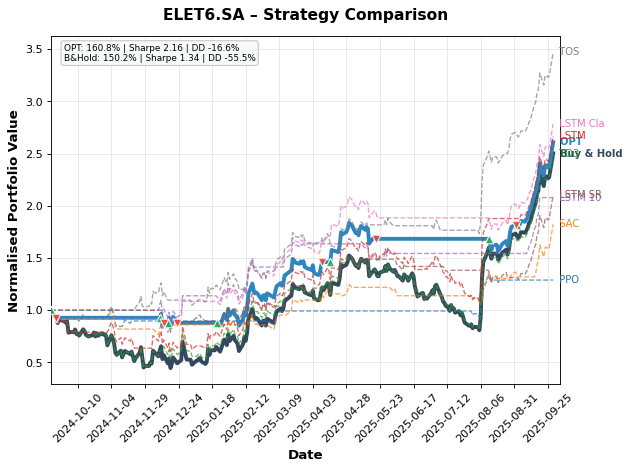 ELET6.SA – Strategy Comparison
OPT: 160.8% | Sharpe 2.16 | DD -16.6%
B&Hold: 150.2% | Sharpe 1.34 | DD -55.5%
Normalised Portfolio Value
3.5
3.0
2.5
2.0
1.5
1.0
0.5
TOS
LSTM Cla
LSTM
OPT
Buy & Hold
LSTM SR
LSTM 10
SAC
PPO
2024-10-10
2024-11-04
2024-11-29
2024-12-24
2025-01-18
2025-02-12
2025-03-09
2025-04-03
2025-04-28
2025-05-23
2025-06-17
2025-07-12
2025-08-06
2025-08-31
2025-09-25
Date